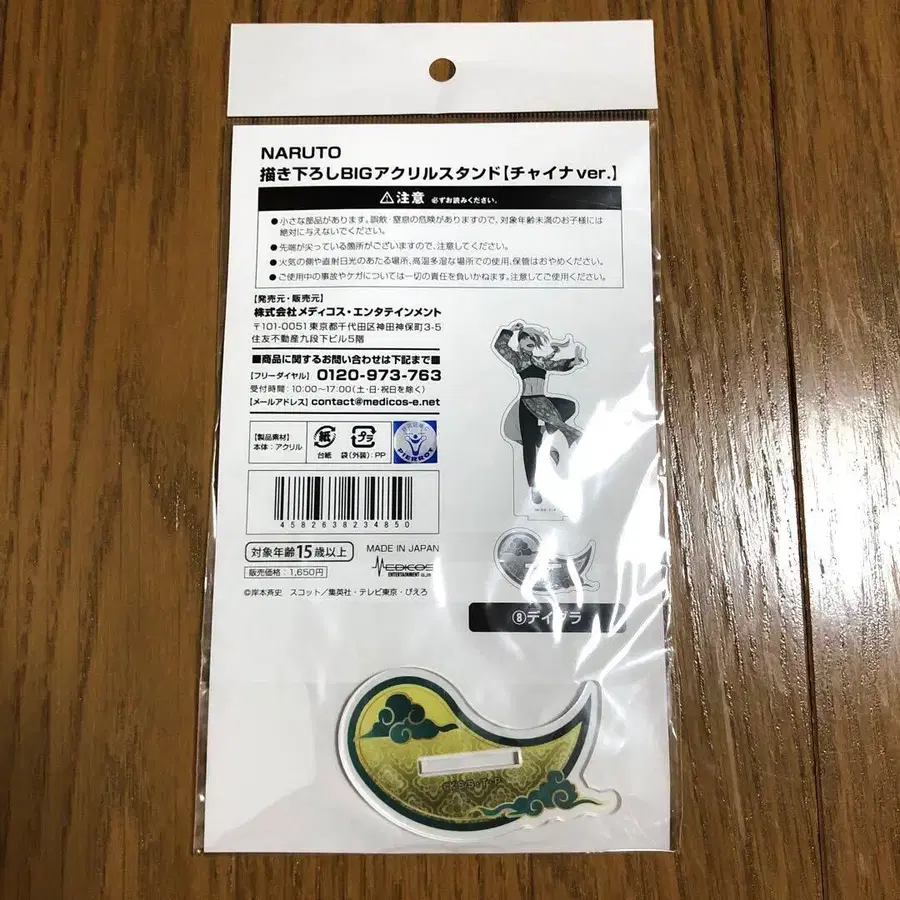 NARUTO
描き下ろしBIGアクリルスタンド【チャイナver.】
注意 必ずお読みください。
●小さな部品があります。誤飲・窒息の危険がありますので、対象年齢未満のお子様には
絶対に与えないでください。
●先端が尖っている箇所がございますので、注意してください。
●火気の側や直射日光のあたる場所、高温多湿な場所での使用、保管はおやめください。
●ご使用中の事故やケガについては一切の責任を負いかねます。注意してご使用ください。
【発売元・販売元】
株式会社メディコス・エンタテインメント
〒101-0051 東京都千代田区神田神保町3-5
住友不動産九段下ビル5階
■商品に関するお問い合わせは下記まで■
【フリーダイヤル】0120-973-763
受付時間：10:00～17:00(土・日・祝日を除く)
【メールアドレス】contact@medicos-e.net
【製品素材】
本体：アクリル
紙
台紙
プラ
袋(外装)：PP
PIERROT
4582638234850
対象年齢15歳以上
MADE IN JAPAN
販売価格：1,650円
MEDICOS
ENTERTAINMENT
©岸本斉史 スコット／集英社・テレビ東京・ぴえろ
⑧デイダラ